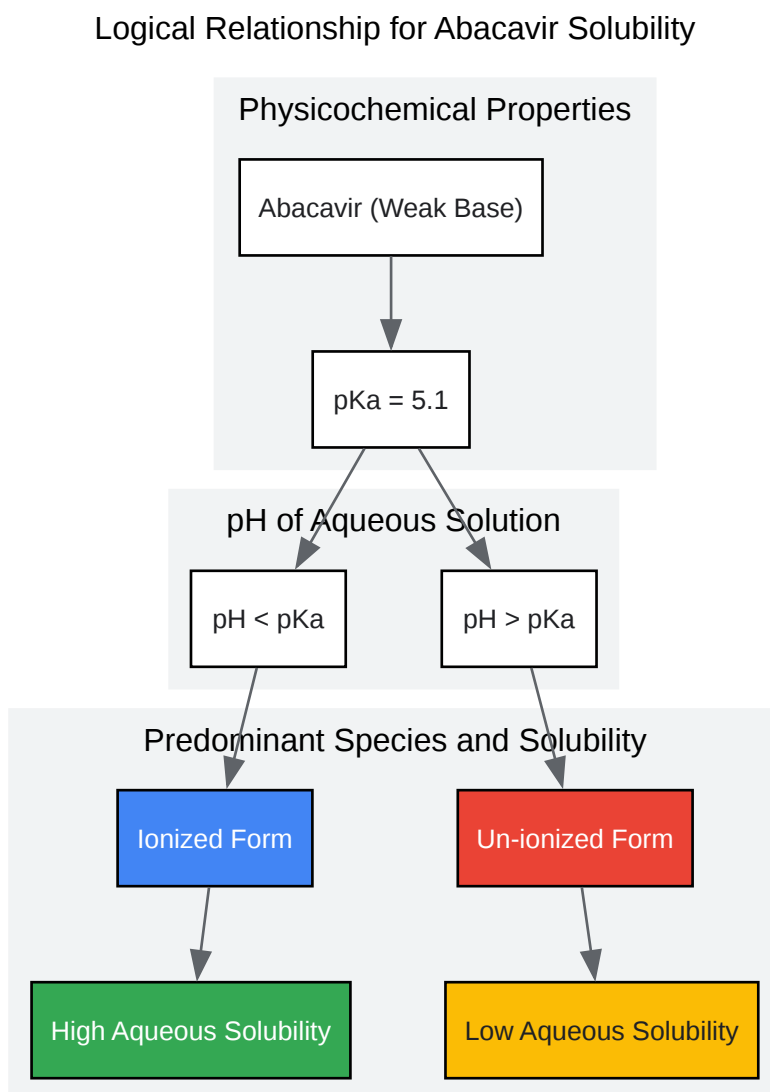 Logical Relationship for Abacavir Solubility
Physicochemical Properties
Abacavir (Weak Base)
pKa = 5.1
pH of Aqueous Solution
pH < pKa
pH > pKa
Predominant Species and Solubility
Ionized Form
Un-ionized Form
High Aqueous Solubility
Low Aqueous Solubility